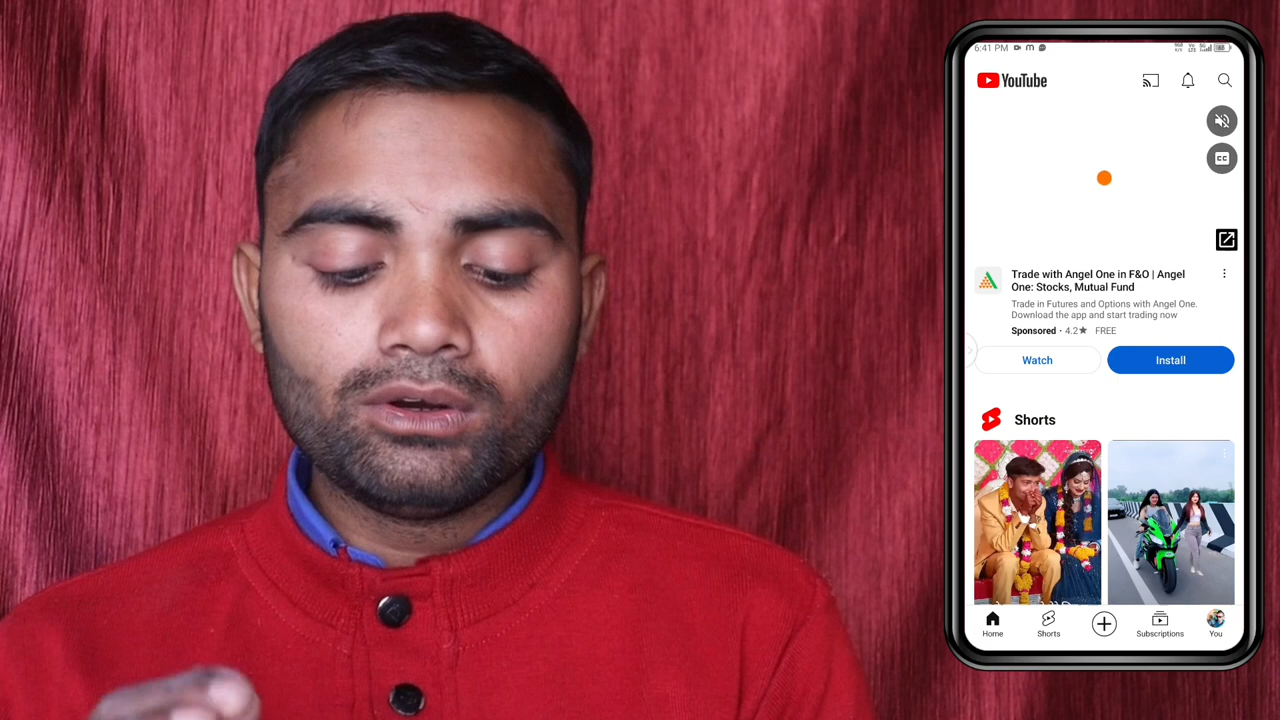 6:41 PM
YouTube
CC
Trade with Angel One in F&O | Angel
One: Stocks, Mutual Fund
Trade in Futures and Options with Angel One.
Download the app and start trading now
Sponsored · 4.2★ FREE
Watch
Install
Shorts
Home
Shorts
Subscriptions
You